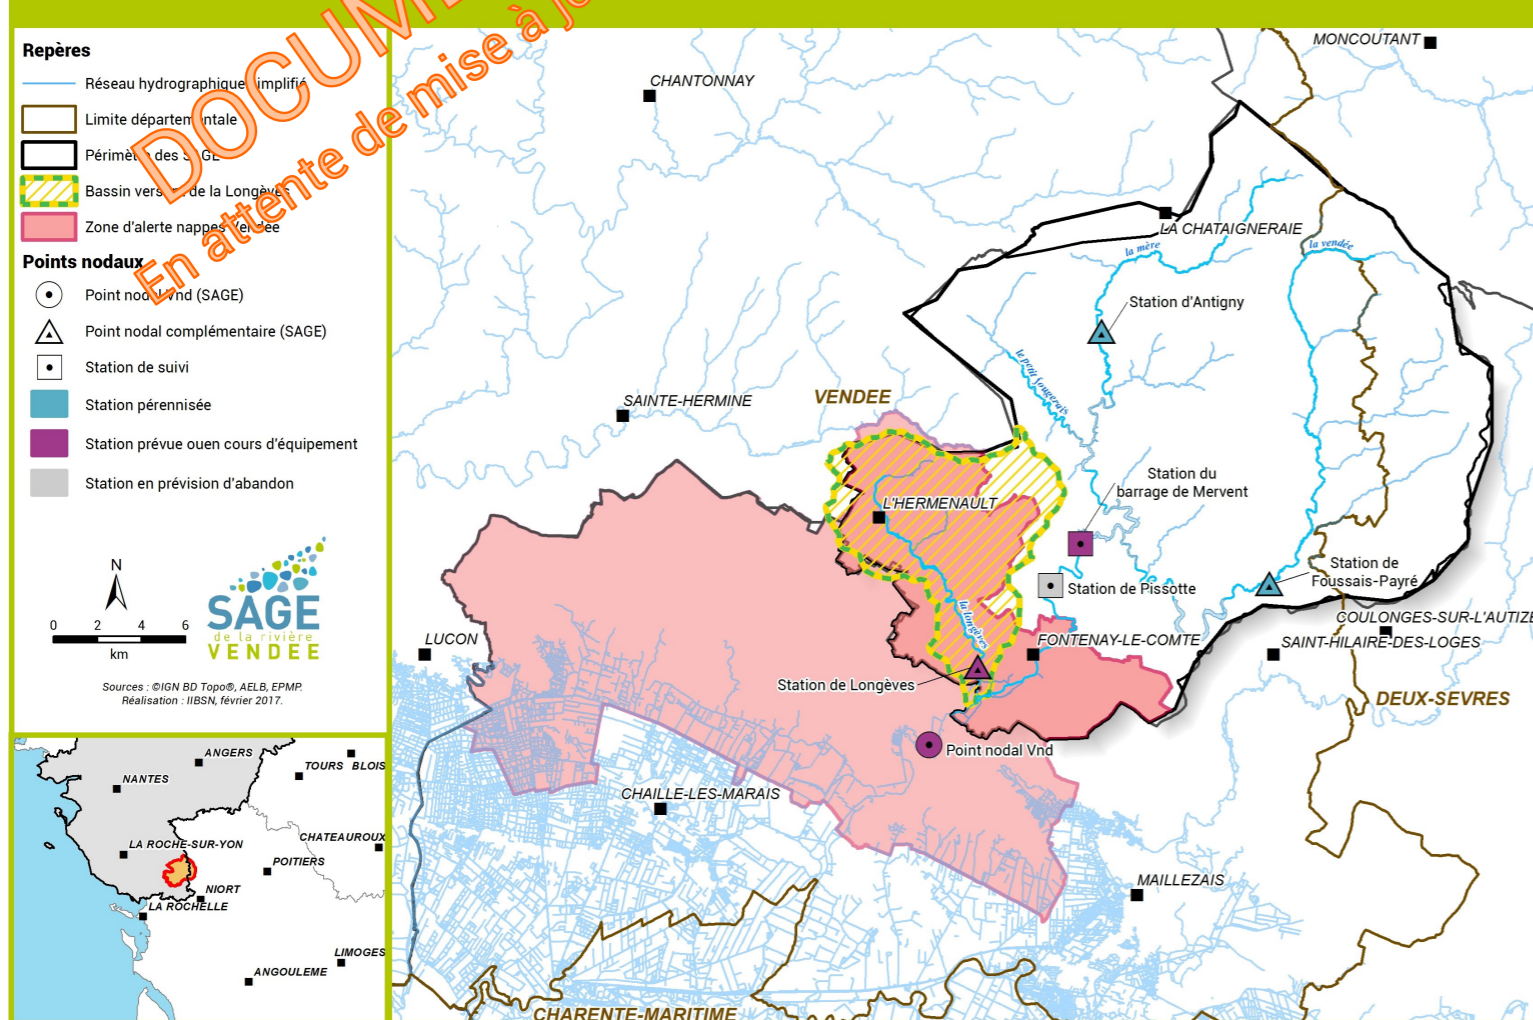 DOCUM
En attente de mise à jo
Repères
Réseau hydrographique simplifié
Limite départementale
Périmètre des SAGE
Bassin versant de la Longèves
Zone d'alerte nappes Vendée
Points nodaux
Point nodal Vnd (SAGE)
Point nodal complémentaire (SAGE)
Station de suivi
Station pérennisée
Station prévue ouen cours d'équipement
Station en prévision d'abandon
N
0 2 4 6
km
SAGE
de la rivière
VENDEE
Sources : ©IGN BD Topo®, AELB, EPMP.
Réalisation : IIBSN, février 2017.
ANGERS
TOURS
BLOIS
NANTES
LA ROCHE-SUR-YON
CHATEAUROUX
POITIERS
NIORT
LA ROCHELLE
LIMOGES
ANGOULEME
MONCOUTANT
CHANTONNAY
LA CHATAIGNERAIE
la mère
la vendée
Station d'Antigny
le petit fougerais
VENDEE
SAINTE-HERMINE
Station du
barrage de Mervent
L'HERMENAULT
Station de Pissotte
Station de
Foussais-Payré
la longèves
COULONGES-SUR-L'AUTIZE
LUCON
FONTENAY-LE-COMTE
SAINT-HILAIRE-DES-LOGES
Station de Longèves
DEUX-SEVRES
Point nodal Vnd
CHAILLE-LES-MARAIS
MAILLEZAIS
CHARENTE-MARITIME